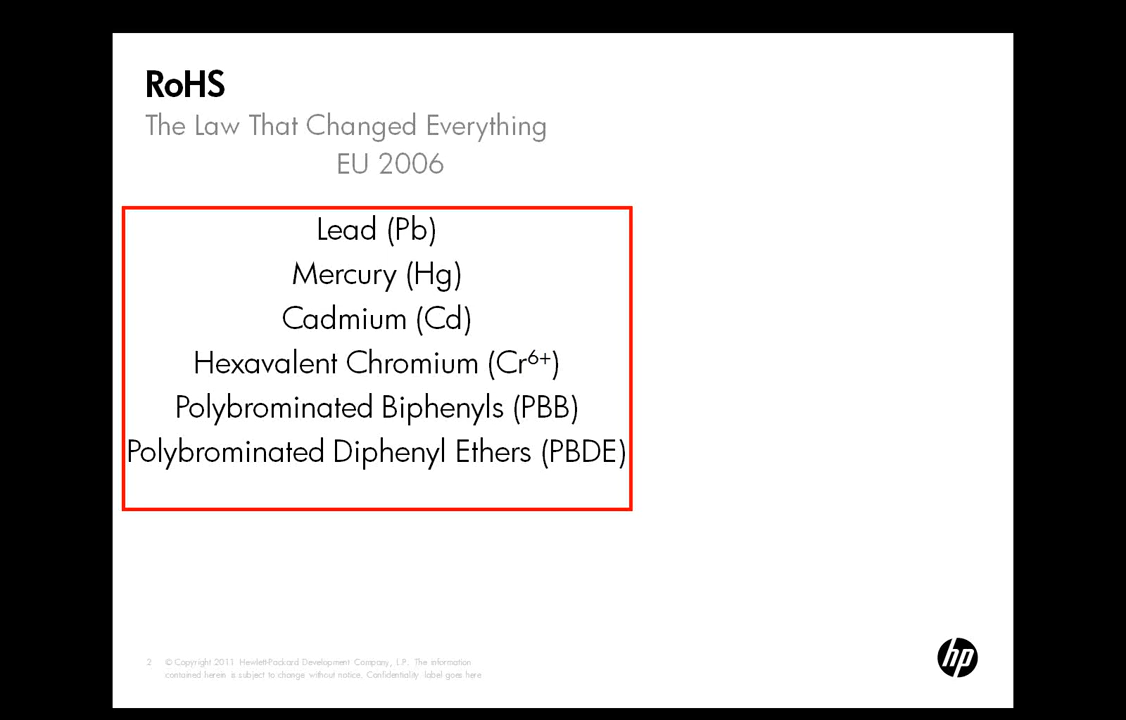 RoHS
The Law That Changed Everything
EU 2006
Lead (Pb)
Mercury (Hg)
Cadmium (Cd)
Hexavalent Chromium (Cr⁶⁺)
Polybrominated Biphenyls (PBB)
Polybrominated Diphenyl Ethers (PBDE)
2 © Copyright 2011 Hewlett-Packard Development Company, L.P. The information
contained herein is subject to change without notice. Confidentiality label goes here
hp